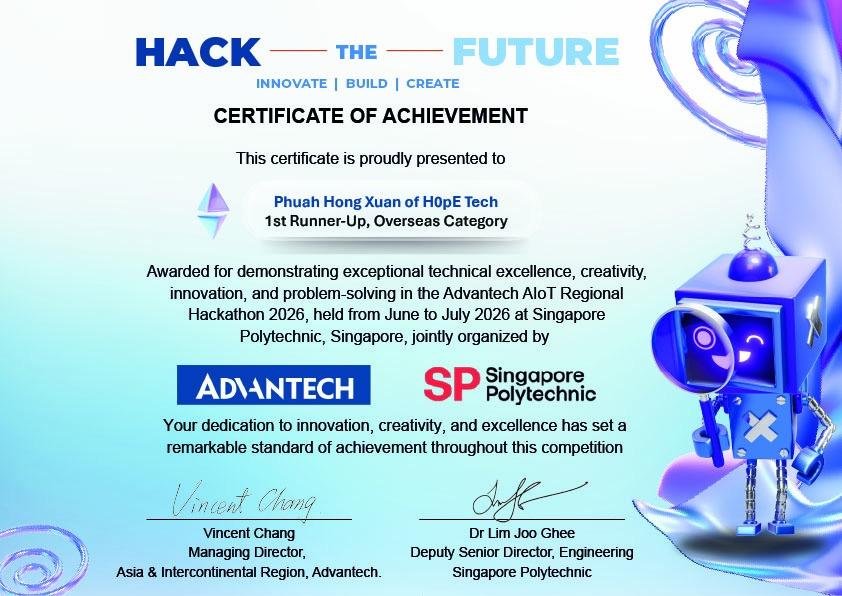 HACK THE FUTURE
INNOVATE | BUILD | CREATE
CERTIFICATE OF ACHIEVEMENT
This certificate is proudly presented to
Phuah Hong Xuan of H0pE Tech
1st Runner-Up, Overseas Category
Awarded for demonstrating exceptional technical excellence, creativity,
innovation, and problem-solving in the Advantech AIoT Regional
Hackathon 2026, held from June to July 2026 at Singapore
Polytechnic, Singapore, jointly organized by
ADVANTECH
SP Singapore
Polytechnic
Your dedication to innovation, creativity, and excellence has set a
remarkable standard of achievement throughout this competition
Vincent Chang
Vincent Chang
Managing Director,
Asia & Intercontinental Region, Advantech.
Dr Lim Joo Ghee
Deputy Senior Director, Engineering
Singapore Polytechnic